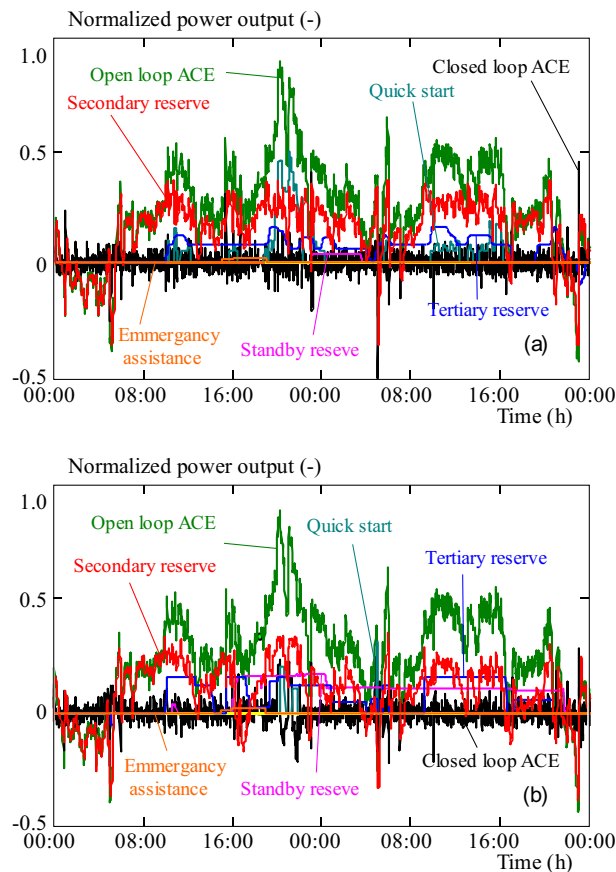 Normalized power output (-)
1.0
Open loop ACE
Closed loop ACE
Secondary reserve
Quick start
0.5
0
Emmergancy
assistance
Standby reseve
Tertiary reserve
(a)
-0.5
00:00 08:00 16:00 00:00 08:00 16:00 00:00
Time (h)
Normalized power output (-)
1.0
Open loop ACE
Quick start
Secondary reserve
Tertiary reserve
0.5
0
Emmergancy
assistance
Standby reseve
Closed loop ACE
(b)
-0.5
00:00 08:00 16:00 00:00 08:00 16:00 00:00
Time (h)